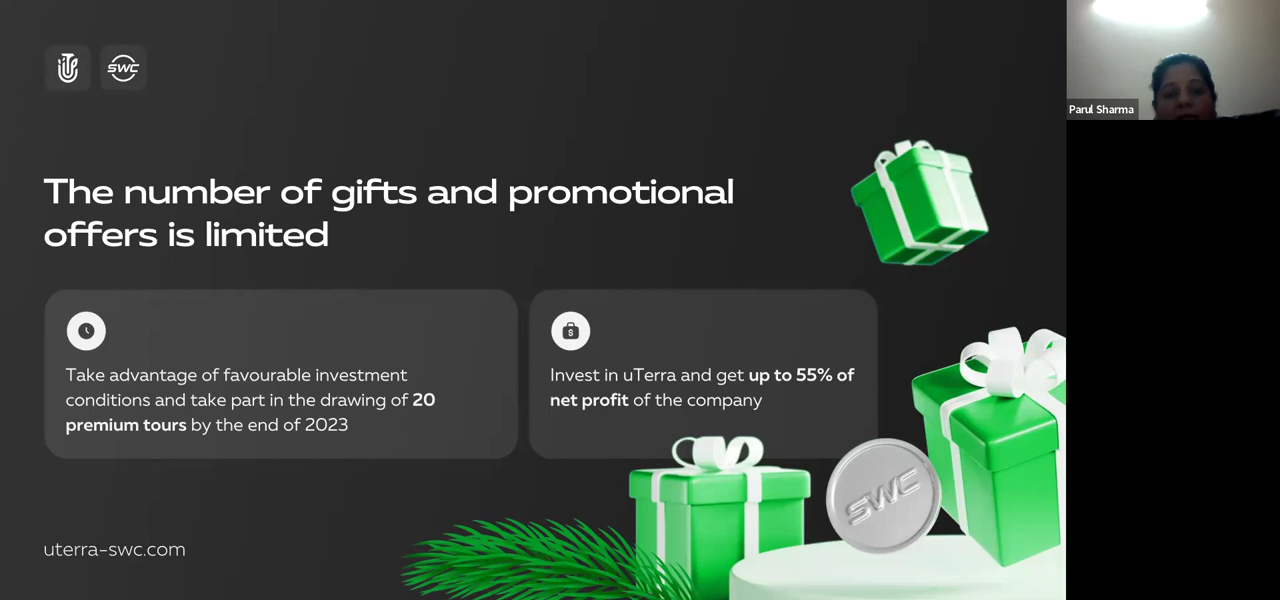 SWC
The number of gifts and promotional
offers is limited
Take advantage of favourable investment
conditions and take part in the drawing of 20
premium tours by the end of 2023
Invest in uTerra and get up to 55% of
net profit of the company
SWC
uterra-swc.com
Parul Sharma